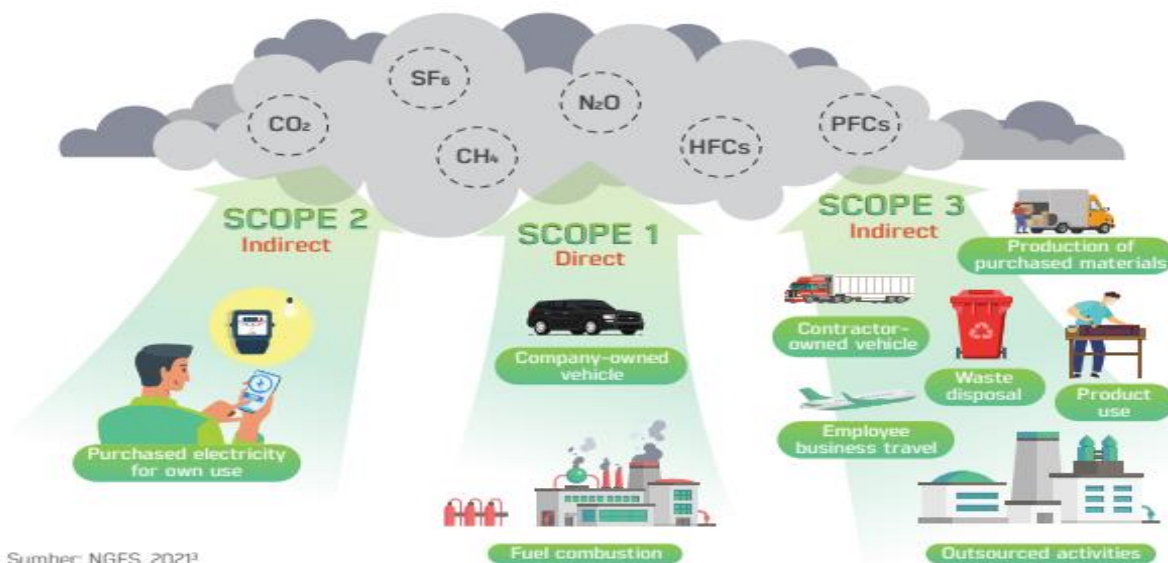 SF₆
CO₂
N₂O
PFCs
CH₄
HFCs
SCOPE 2
Indirect
SCOPE 1
Direct
SCOPE 3
Indirect
Production of
purchased materials
Company-owned
vehicle
Contractor-
owned vehicle
Waste
disposal
Product
use
Employee
business travel
Purchased electricity
for own use
Fuel combustion
Outsourced activities
Sumber: NGFS, 2021³